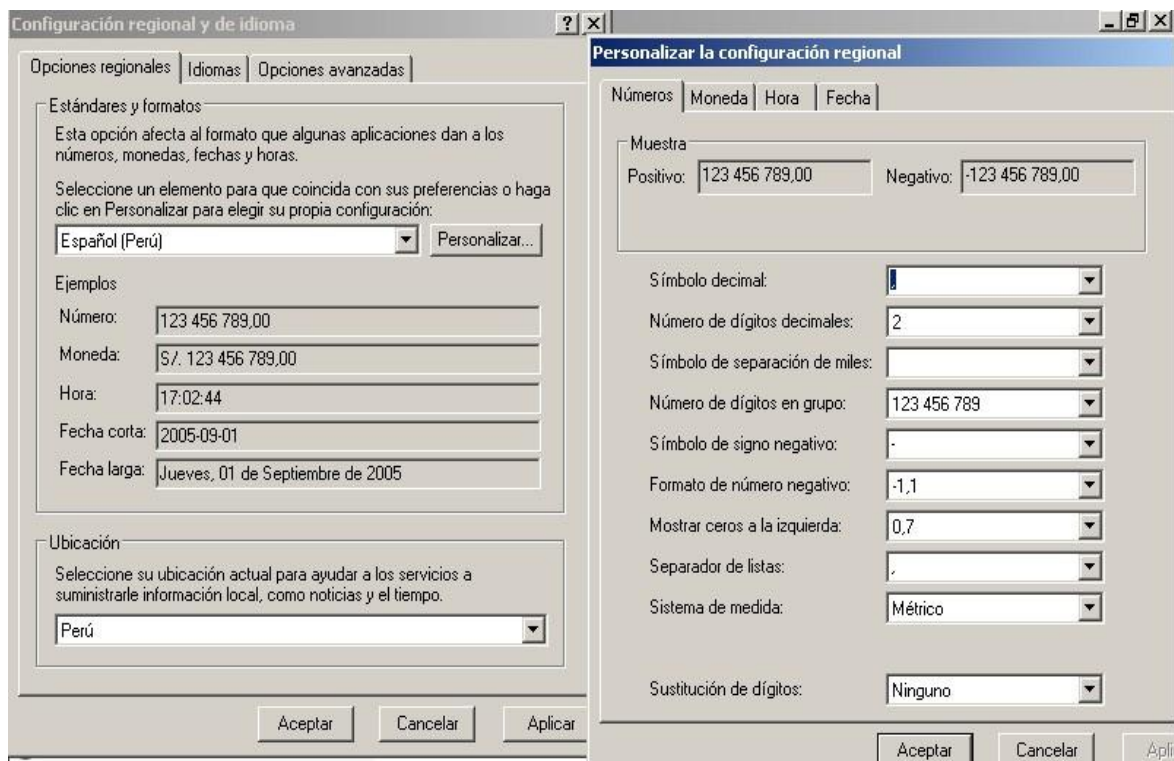 Configuración regional y de idioma
Opciones regionales
Idiomas
Opciones avanzadas
Estándares y formatos
Esta opción afecta al formato que algunas aplicaciones dan a los
números, monedas, fechas y horas.
Seleccione un elemento para que coincida con sus preferencias o haga
clic en Personalizar para elegir su propia configuración:
Español (Perú)
Personalizar...
Ejemplos
Número: 123 456 789,00
Moneda: S/. 123 456 789,00
Hora: 17:02:44
Fecha corta: 2005-09-01
Fecha larga: Jueves, 01 de Septiembre de 2005
Ubicación
Seleccione su ubicación actual para ayudar a los servicios a
suministrarle información local, como noticias y el tiempo.
Perú
Aceptar
Cancelar
Aplicar
Personalizar la configuración regional
Números
Moneda
Hora
Fecha
Muestra
Positivo: 123 456 789,00
Negativo: -123 456 789,00
Símbolo decimal: ,
Número de dígitos decimales: 2
Símbolo de separación de miles:
Número de dígitos en grupo: 123 456 789
Símbolo de signo negativo: -
Formato de número negativo: -1,1
Mostrar ceros a la izquierda: 0,7
Separador de listas:
Sistema de medida: Métrico
Sustitución de dígitos: Ninguno
Aceptar
Cancelar
Apli